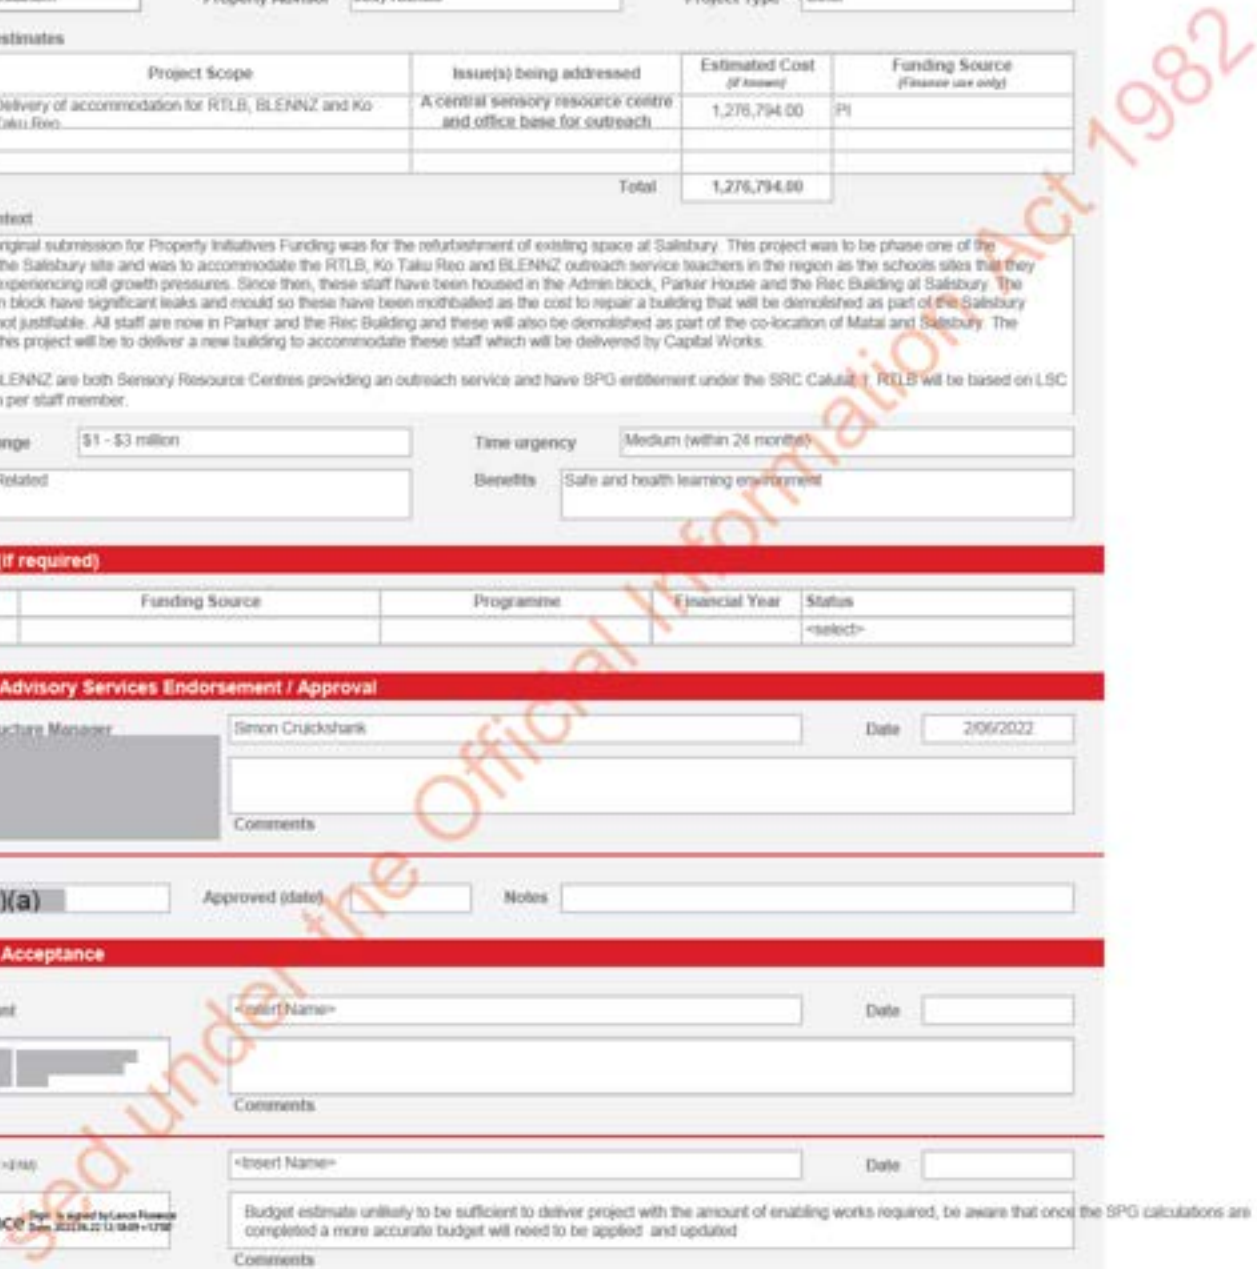 Property Advisor
Project Type
estimates
Project Scope Issue(s) being addressed Estimated Cost Funding Source
(if known) (Finance use only)
Delivery of accommodation for RTLB, BLENNZ and Ko A central sensory resource centre 1,276,794.00 PI
Taku Reo and office base for outreach
Total 1,276,794.00
ntext
riginal submission for Property Initiatives Funding was for the refurbishment of existing space at Salisbury. This project was to be phase one of the
the Salisbury site and was to accommodate the RTLB, Ko Taku Reo and BLENNZ outreach service teachers in the region as the schools sites that they
experiencing roll growth pressures. Since then, these staff have been housed in the Admin block, Parker House and the Rec Building at Salisbury. The
n block have significant leaks and mould so these have been mothballed as the cost to repair a building that will be demolished as part of the Salisbury
not justifiable. All staff are now in Parker and the Rec Building and these will also be demolished as part of the co-location of Matai and Salisbury. The
this project will be to deliver a new building to accommodate these staff which will be delivered by Capital Works.
LENNZ are both Sensory Resource Centres providing an outreach service and have SPG entitlement under the SRC RTLB will be based on LSC
per staff member.
nge $1 - $3 million Time urgency Medium (within 24 months)
Related Benefits Safe and health learning environment
(if required)
Funding Source Programme Financial Year Status
<select>
Advisory Services Endorsement / Approval
ucture Manager Simon Cruickshank Date 2/06/2022
Comments
)(a) Approved (date) Notes
Acceptance
nt <Insert Name> Date
Comments
<Insert Name> Date
nce
Budget estimate unlikely to be sufficient to deliver project with the amount of enabling works required, be aware that once the SPG calculations are
completed a more accurate budget will need to be applied and updated
Comments
sed under the Official Information Act 1982